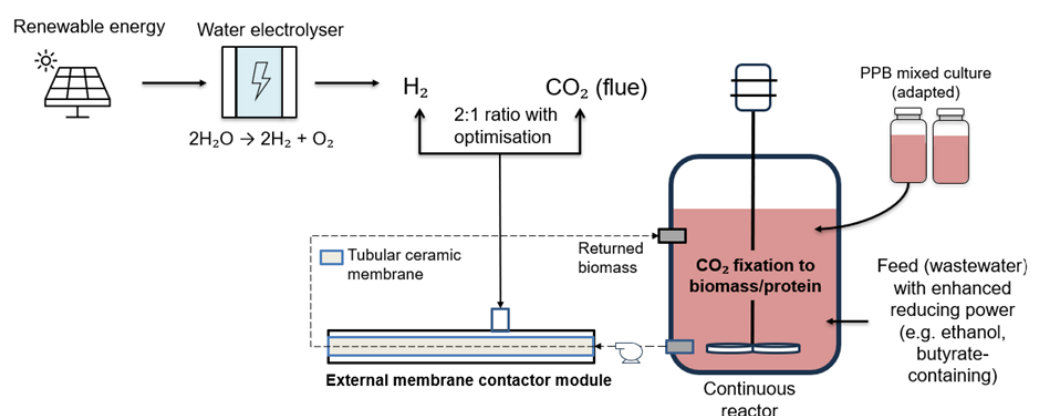 Renewable energy
Water electrolyser
2H₂O → 2H₂ + O₂
H₂
CO₂ (flue)
2:1 ratio with
optimisation
PPB mixed culture
(adapted)
Tubular ceramic
membrane
Returned
biomass
CO₂ fixation to
biomass/protein
Feed (wastewater)
with enhanced
reducing power
(e.g. ethanol,
butyrate-
containing)
External membrane contactor module
Continuous
reactor